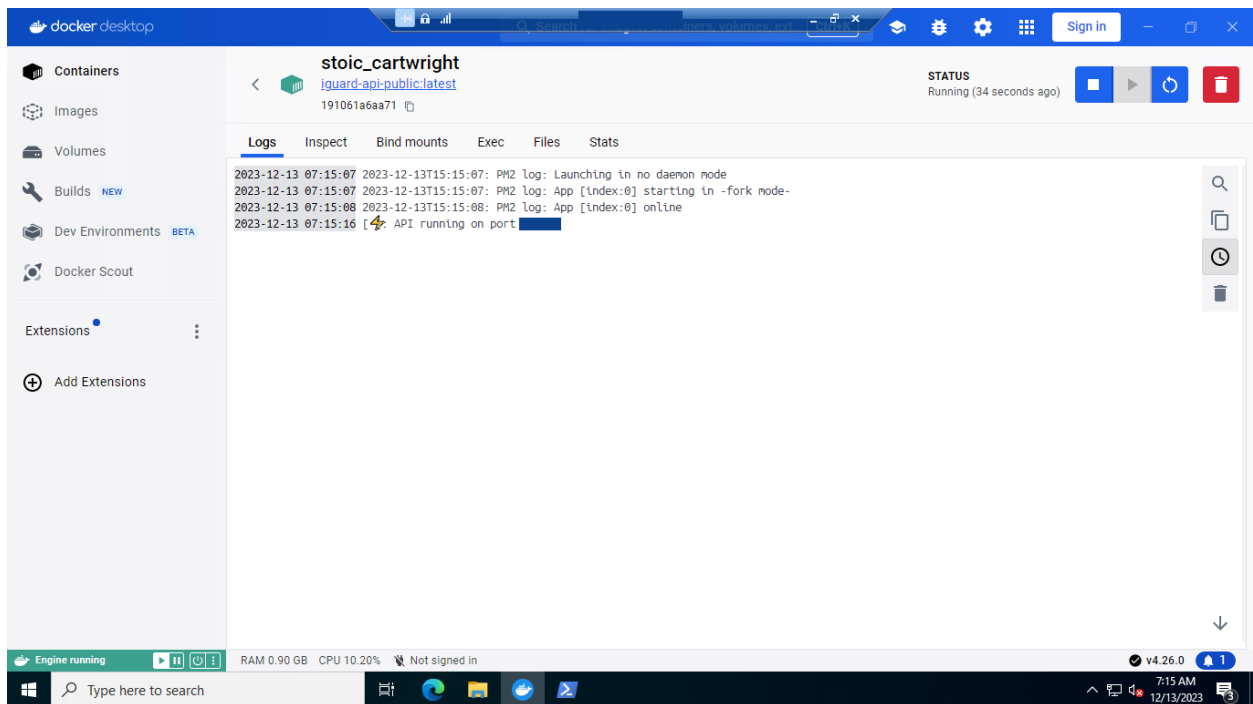 docker desktop
Search
iners, volumes, ext
Ctrl+K
Sign in
Containers
Images
Volumes
Builds NEW
Dev Environments BETA
Docker Scout
Extensions
Add Extensions
stoic_cartwright
iguard-api-public:latest
191061a6aa71
STATUS
Running (34 seconds ago)
Logs Inspect Bind mounts Exec Files Stats
2023-12-13 07:15:07 2023-12-13T15:15:07: PM2 log: Launching in no daemon mode
2023-12-13 07:15:07 2023-12-13T15:15:07: PM2 log: App [index:0] starting in -fork mode-
2023-12-13 07:15:08 2023-12-13T15:15:08: PM2 log: App [index:0] online
2023-12-13 07:15:16 [⚡: API running on port
Engine running
RAM 0.90 GB CPU 10.20% Not signed in
v4.26.0
1
Type here to search
7:15 AM
12/13/2023
3